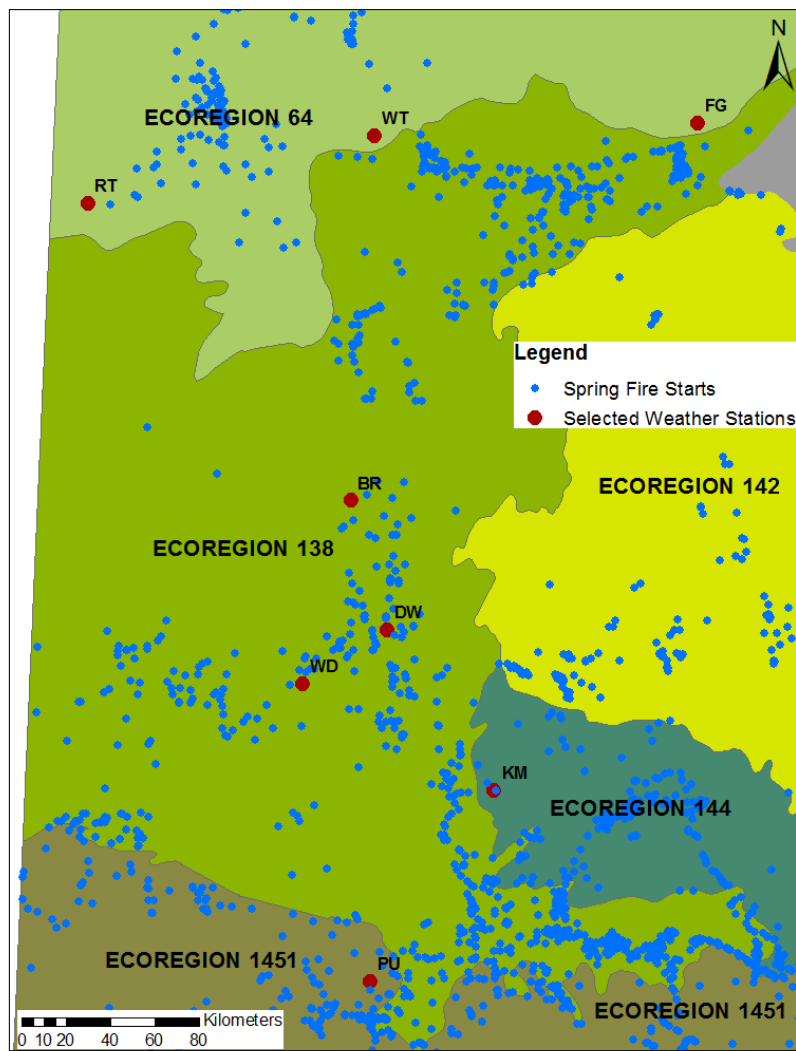 N
FG
WT
ECOREGION 64
RT
Legend
Spring Fire Starts
Selected Weather Stations
BR
ECOREGION 142
ECOREGION 138
DW
WD
KM
ECOREGION 144
ECOREGION 1451
PU
ECOREGION 1451
Kilometers
0 10 20 40 60 80